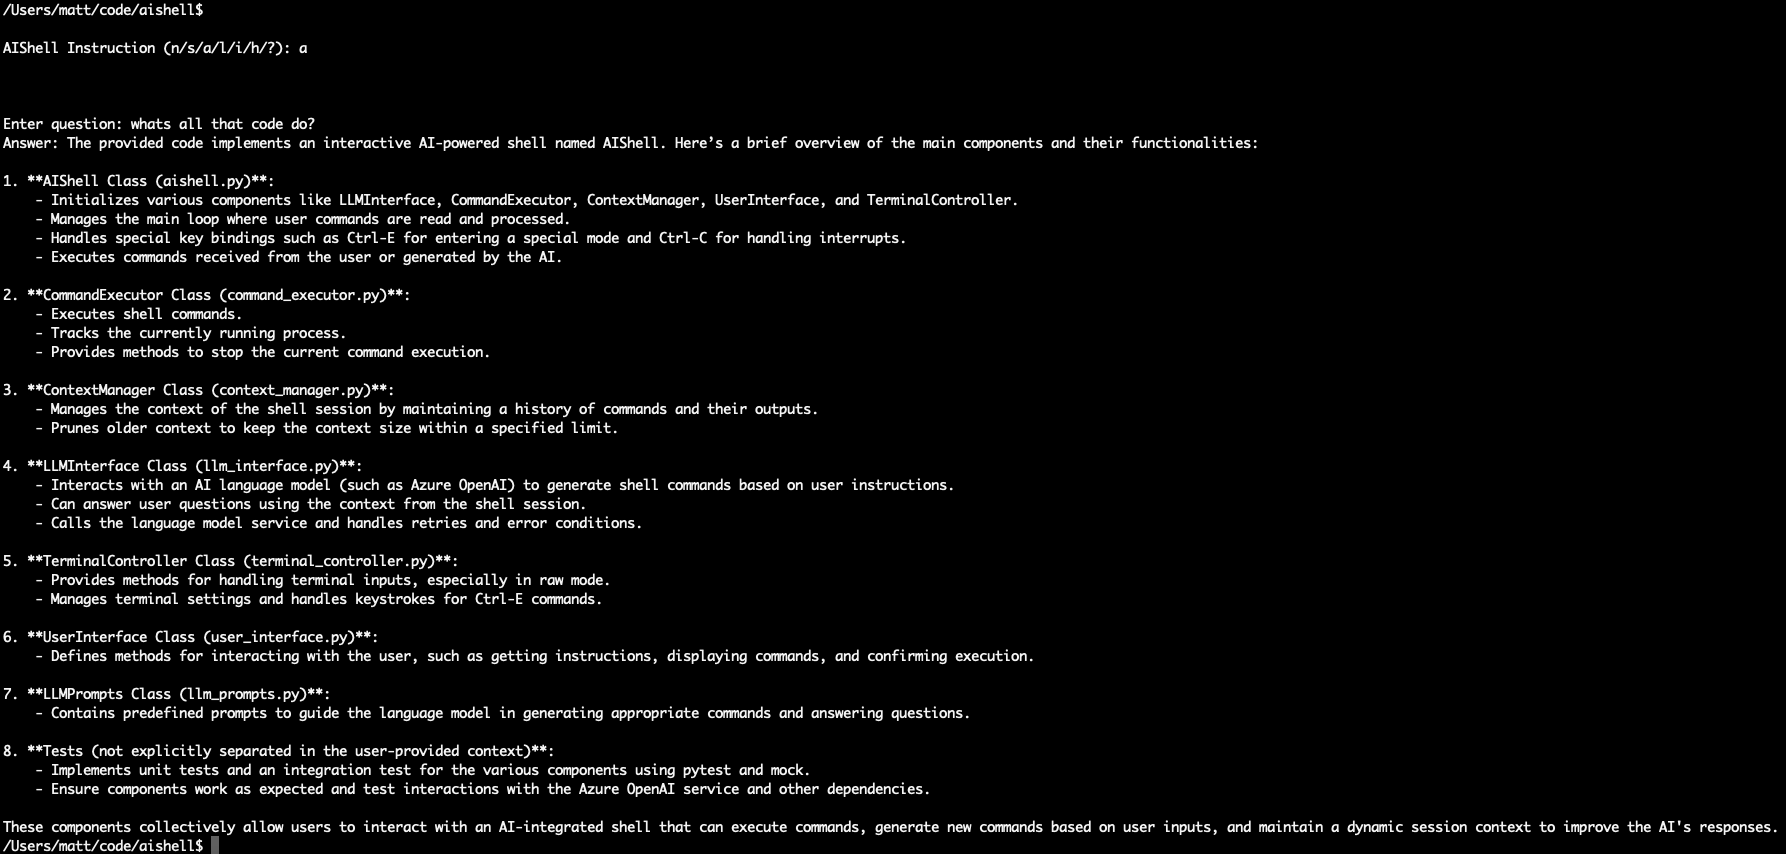 /Users/matt/code/aishell$
AIShell Instruction (n/s/a/l/i/h/?): a
Enter question: whats all that code do?
Answer: The provided code implements an interactive AI-powered shell named AIShell. Here’s a brief overview of the main components and their functionalities:
1. **AIShell Class (aishell.py)**:
- Initializes various components like LLMInterface, CommandExecutor, ContextManager, UserInterface, and TerminalController.
- Manages the main loop where user commands are read and processed.
- Handles special key bindings such as Ctrl-E for entering a special mode and Ctrl-C for handling interrupts.
- Executes commands received from the user or generated by the AI.
2. **CommandExecutor Class (command_executor.py)**:
- Executes shell commands.
- Tracks the currently running process.
- Provides methods to stop the current command execution.
3. **ContextManager Class (context_manager.py)**:
- Manages the context of the shell session by maintaining a history of commands and their outputs.
- Prunes older context to keep the context size within a specified limit.
4. **LLMInterface Class (llm_interface.py)**:
- Interacts with an AI language model (such as Azure OpenAI) to generate shell commands based on user instructions.
- Can answer user questions using the context from the shell session.
- Calls the language model service and handles retries and error conditions.
5. **TerminalController Class (terminal_controller.py)**:
- Provides methods for handling terminal inputs, especially in raw mode.
- Manages terminal settings and handles keystrokes for Ctrl-E commands.
6. **UserInterface Class (user_interface.py)**:
- Defines methods for interacting with the user, such as getting instructions, displaying commands, and confirming execution.
7. **LLMPrompts Class (llm_prompts.py)**:
- Contains predefined prompts to guide the language model in generating appropriate commands and answering questions.
8. **Tests (not explicitly separated in the user-provided context)**:
- Implements unit tests and an integration test for the various components using pytest and mock.
- Ensure components work as expected and test interactions with the Azure OpenAI service and other dependencies.
These components collectively allow users to interact with an AI-integrated shell that can execute commands, generate new commands based on user inputs, and maintain a dynamic session context to improve the AI's responses.
/Users/matt/code/aishell$